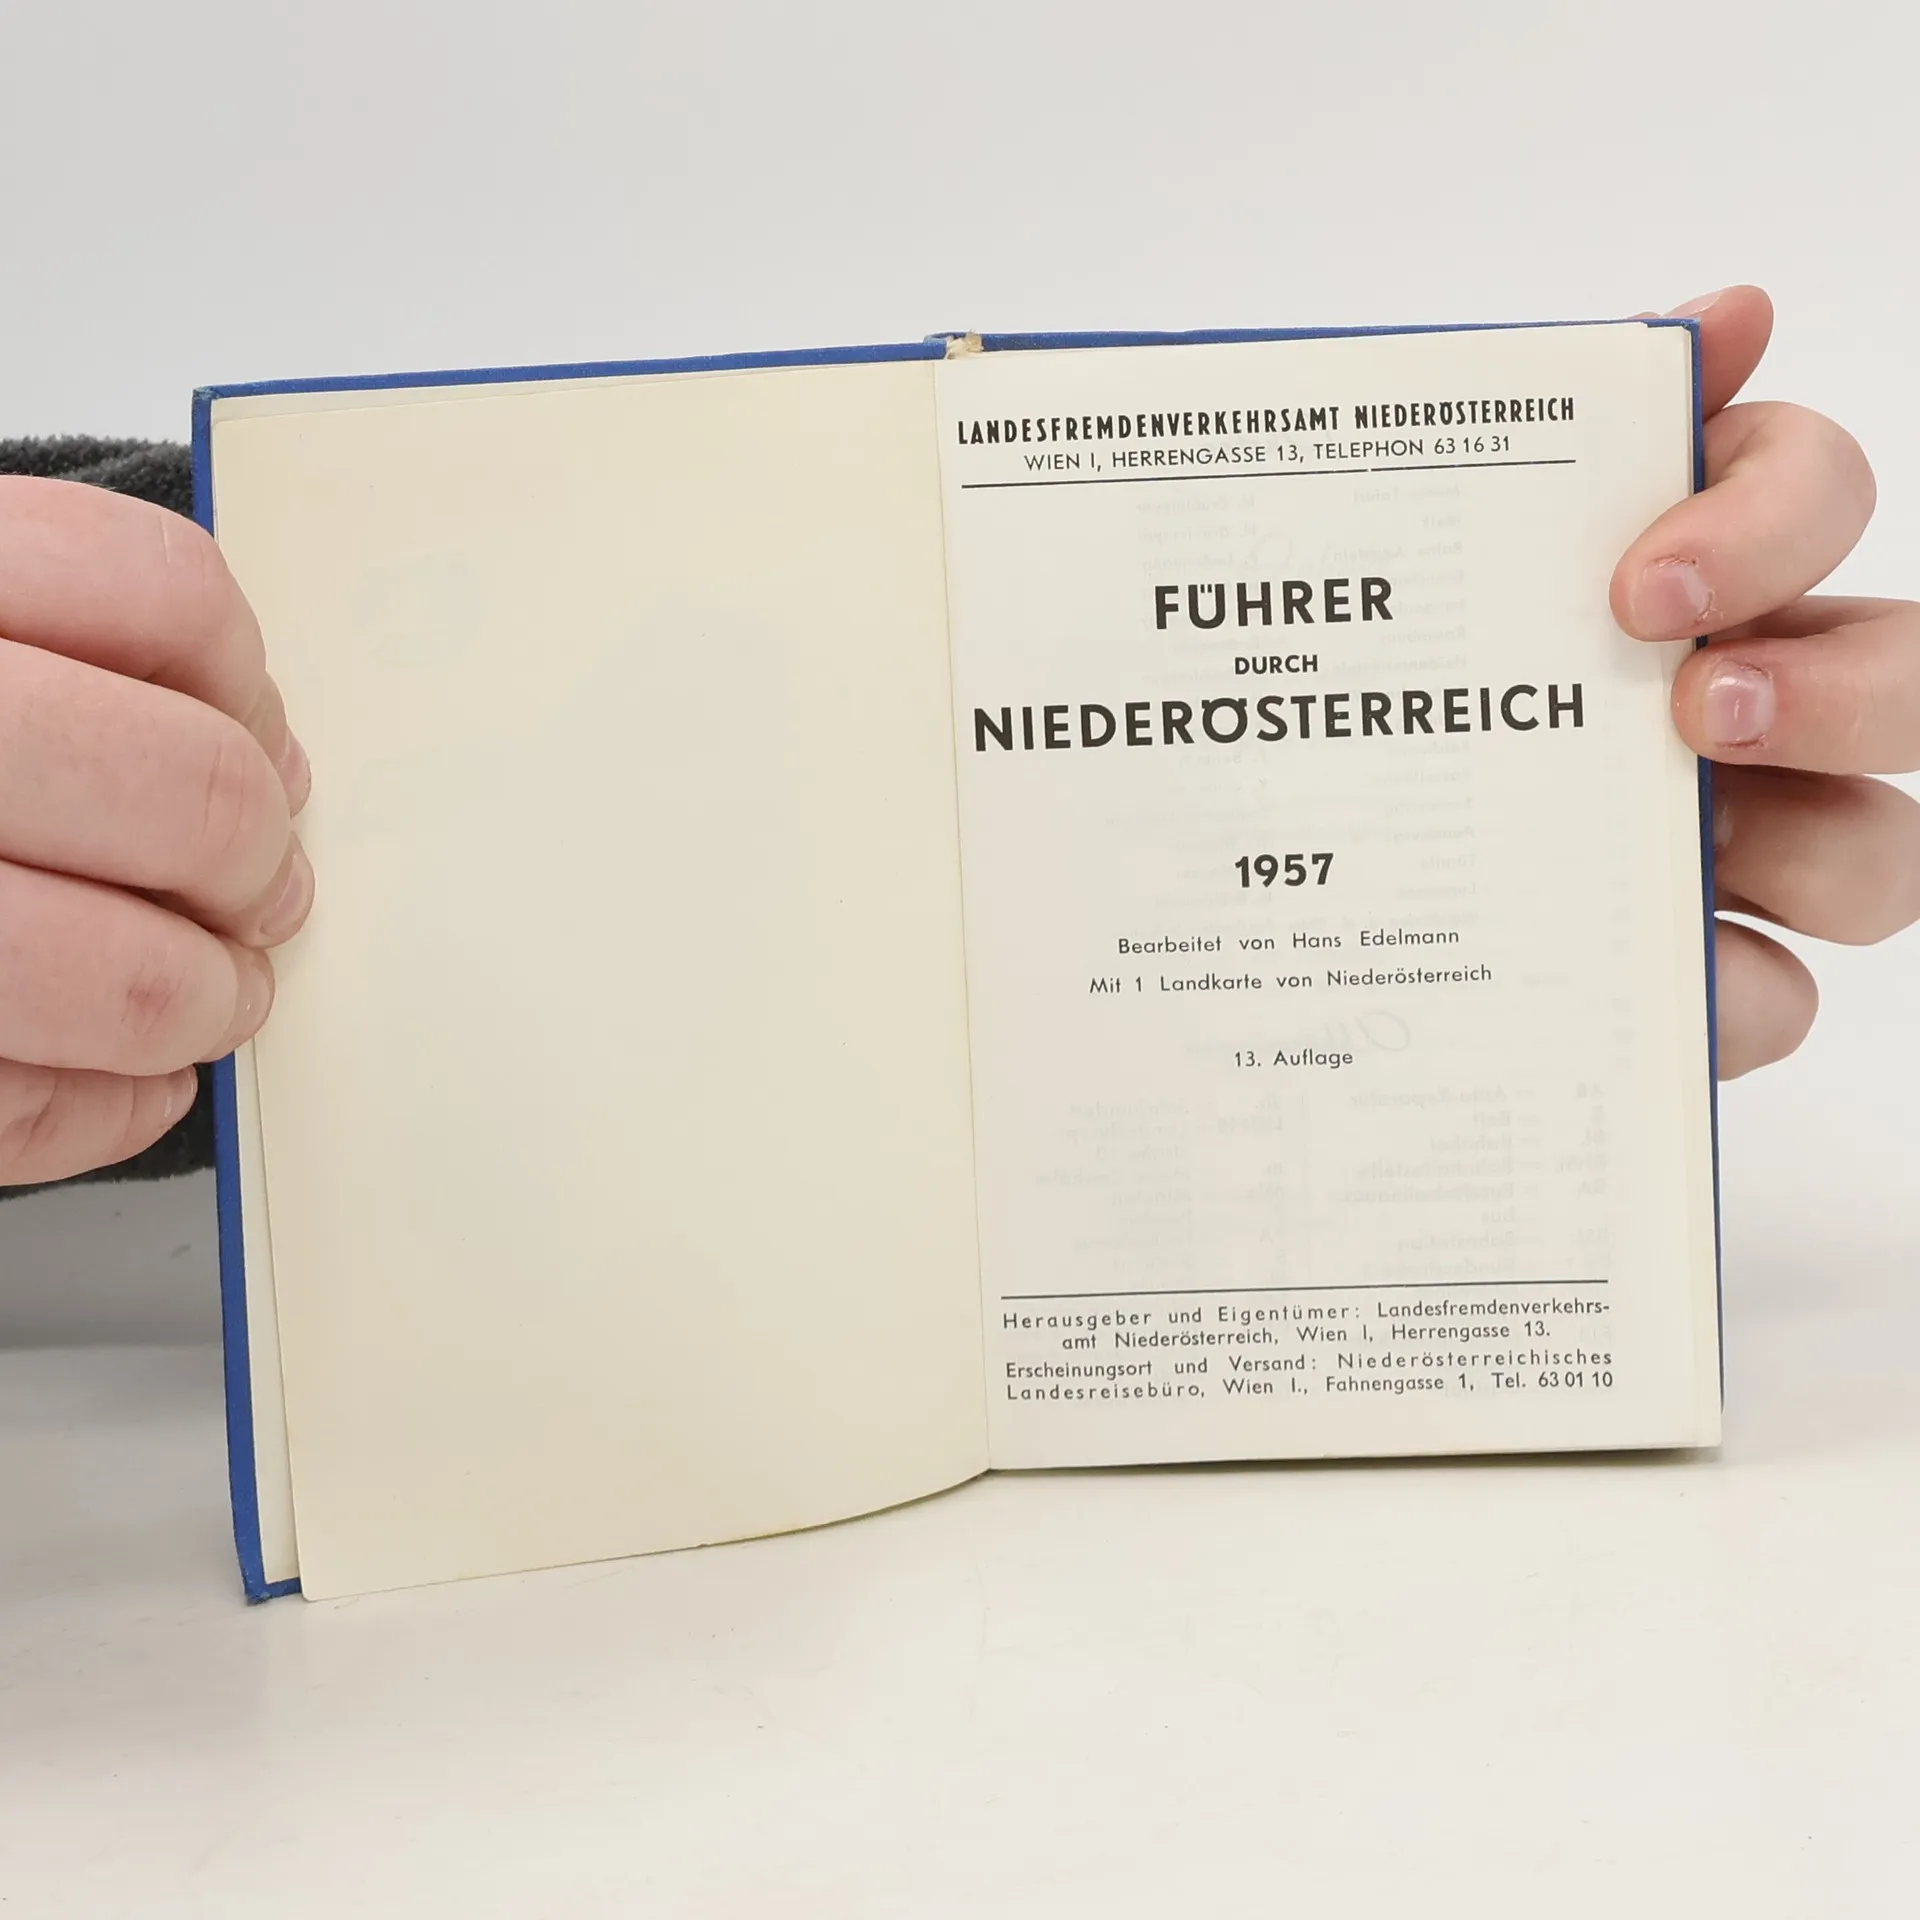 LANDESFREMDENVERKEHRSAMT NIEDERÖSTERREICH
WIEN I, HERRENGASSE 13, TELEPHON 63 16 31
FÜHRER
DURCH
NIEDERÖSTERREICH
1957
Bearbeitet von Hans Edelmann
Mit 1 Landkarte von Niederösterreich
13. Auflage
Herausgeber und Eigentümer: Landesfremdenverkehrs-
amt Niederösterreich, Wien I, Herrengasse 13.
Erscheinungsort und Versand: Niederösterreichisches
Landesreisebüro, Wien I., Fahnengasse 1, Tel. 63 01 10